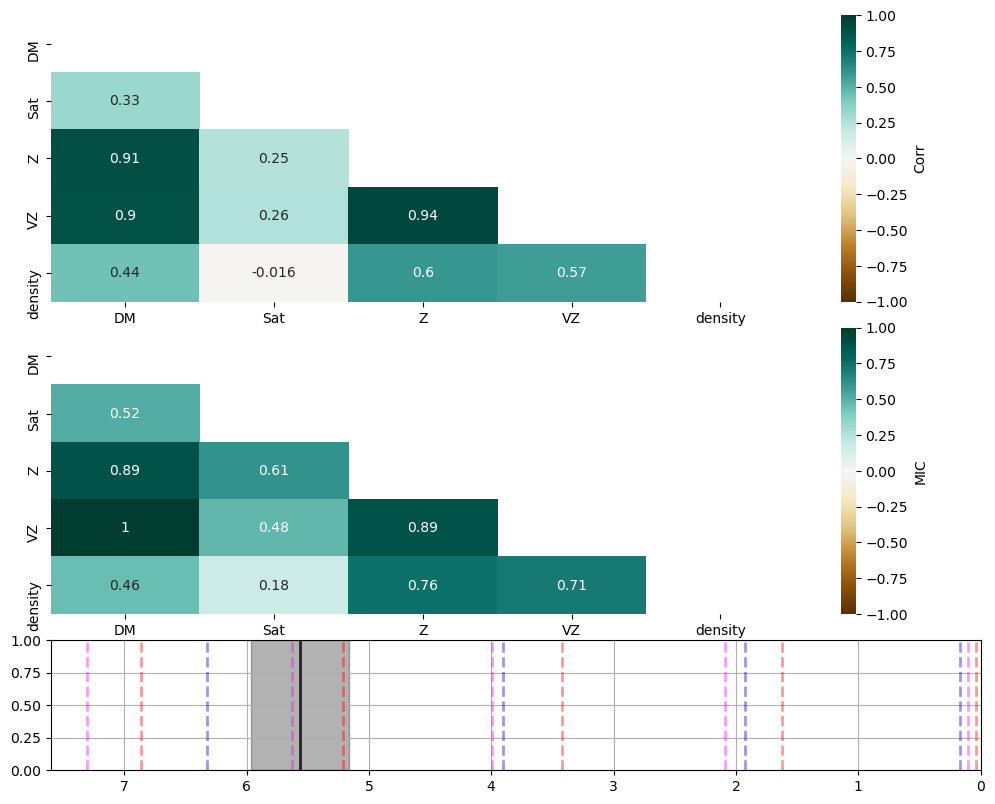 DM
Sat
Z
VZ
density
0.33
0.91 0.25
0.9 0.26 0.94
0.44 -0.016 0.6 0.57
DM Sat Z VZ density
1.00
0.75
0.50
0.25
0.00
−0.25
−0.50
−0.75
−1.00
Corr
DM
Sat
Z
VZ
density
0.52
0.89 0.61
1 0.48 0.89
0.46 0.18 0.76 0.71
DM Sat Z VZ density
1.00
0.75
0.50
0.25
0.00
−0.25
−0.50
−0.75
−1.00
MIC
1.00
0.75
0.50
0.25
0.00
7 6 5 4 3 2 1 0